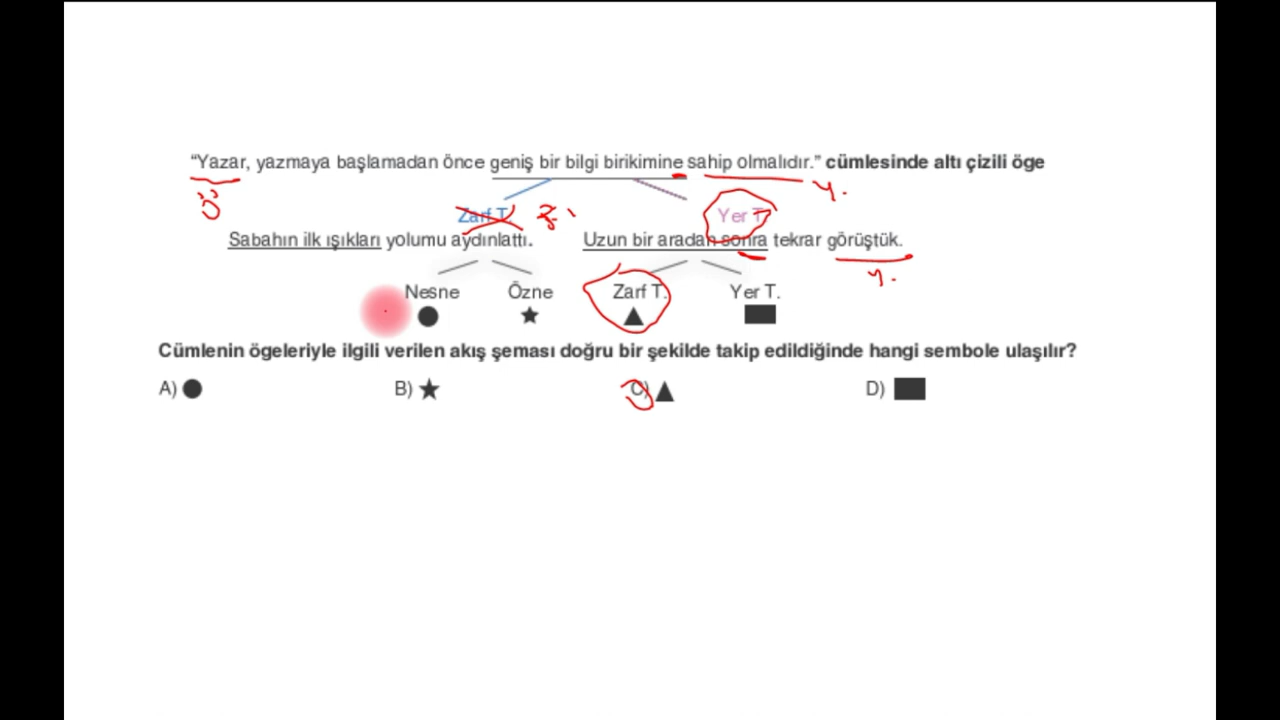 “Yazar, yazmaya başlamadan önce geniş bir bilgi birikimine sahip olmalıdır.” cümlesinde altı çizili öge
Ö
y.
Zarf T.
Yer T.
Sabahın ilk ışıkları yolumu aydınlattı.
Uzun bir aradan sonra tekrar görüştük.
y.
Nesne
Özne
Zarf T.
Yer T.
Cümlenin ögeleriyle ilgili verilen akış şeması doğru bir şekilde takip edildiğinde hangi sembole ulaşılır?
A)
B)
C)
D)